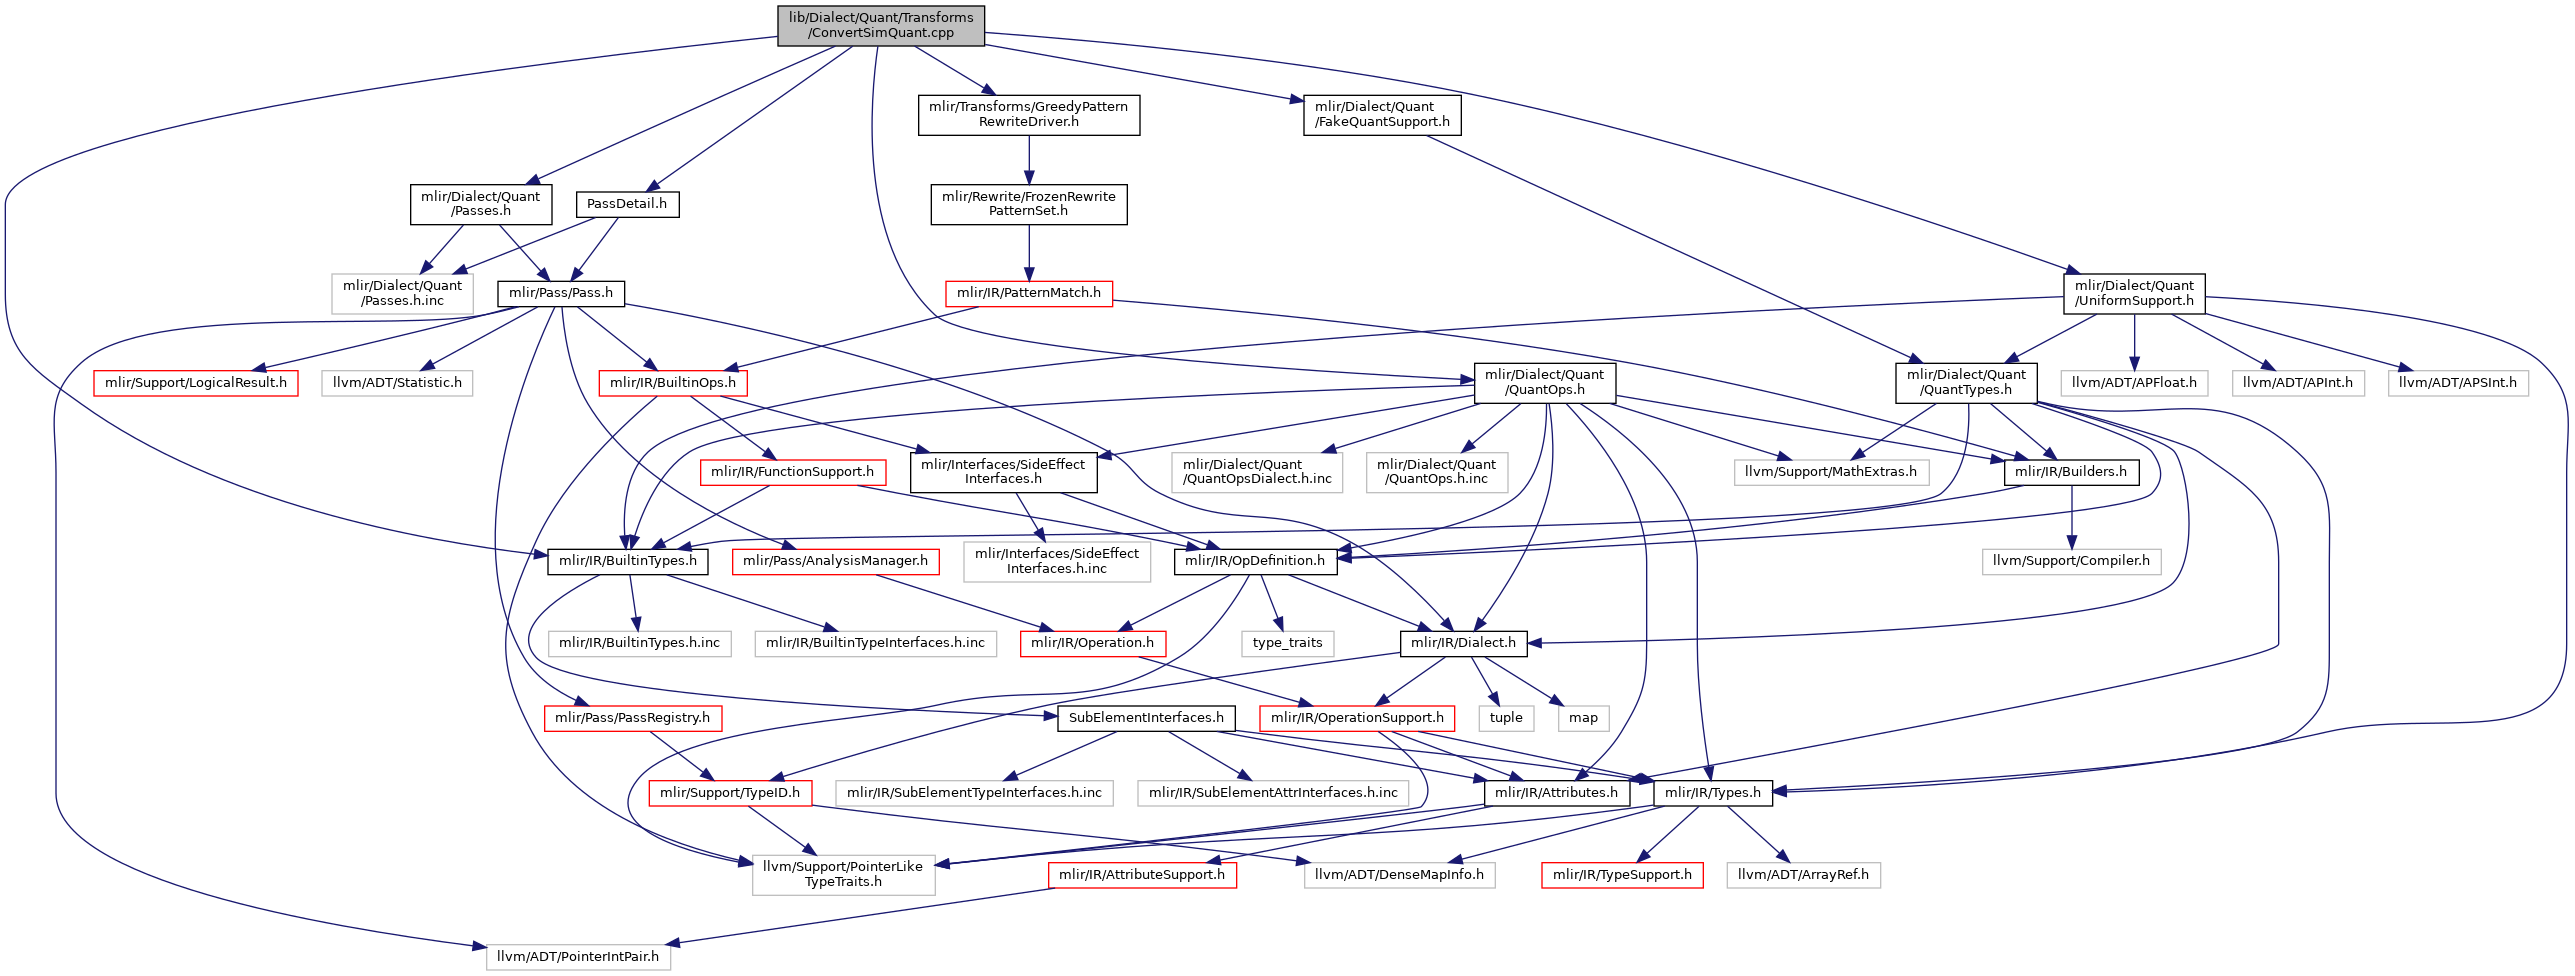 lib/Dialect/Quant/Transforms
/ConvertSimQuant.cpp
mlir/Transforms/GreedyPattern
RewriteDriver.h
mlir/Dialect/Quant
/FakeQuantSupport.h
mlir/Dialect/Quant
/Passes.h
PassDetail.h
mlir/Rewrite/FrozenRewrite
PatternSet.h
mlir/Dialect/Quant
/Passes.h.inc
mlir/Pass/Pass.h
mlir/IR/PatternMatch.h
mlir/Dialect/Quant
/UniformSupport.h
mlir/Support/LogicalResult.h
llvm/ADT/Statistic.h
mlir/IR/BuiltinOps.h
mlir/Dialect/Quant
/QuantOps.h
mlir/Dialect/Quant
/QuantTypes.h
llvm/ADT/APFloat.h
llvm/ADT/APInt.h
llvm/ADT/APSInt.h
mlir/IR/FunctionSupport.h
mlir/Interfaces/SideEffect
Interfaces.h
mlir/Dialect/Quant
/QuantOpsDialect.h.inc
mlir/Dialect/Quant
/QuantOps.h.inc
llvm/Support/MathExtras.h
mlir/IR/Builders.h
mlir/IR/BuiltinTypes.h
mlir/Pass/AnalysisManager.h
mlir/Interfaces/SideEffect
Interfaces.h.inc
mlir/IR/OpDefinition.h
llvm/Support/Compiler.h
mlir/IR/BuiltinTypes.h.inc
mlir/IR/BuiltinTypeInterfaces.h.inc
mlir/IR/Operation.h
type_traits
mlir/IR/Dialect.h
mlir/Pass/PassRegistry.h
SubElementInterfaces.h
mlir/IR/OperationSupport.h
tuple
map
mlir/Support/TypeID.h
mlir/IR/SubElementTypeInterfaces.h.inc
mlir/IR/SubElementAttrInterfaces.h.inc
mlir/IR/Attributes.h
mlir/IR/Types.h
llvm/Support/PointerLike
TypeTraits.h
mlir/IR/AttributeSupport.h
llvm/ADT/DenseMapInfo.h
mlir/IR/TypeSupport.h
llvm/ADT/ArrayRef.h
llvm/ADT/PointerIntPair.h